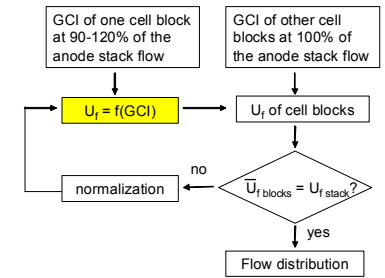 GCI of one cell block
at 90-120% of the
anode stack flow
GCI of other cell
blocks at 100% of
the anode stack flow
Uf = f(GCI)
Uf of cell blocks
no
normalization
Ūf blocks = Uf stack?
yes
Flow distribution